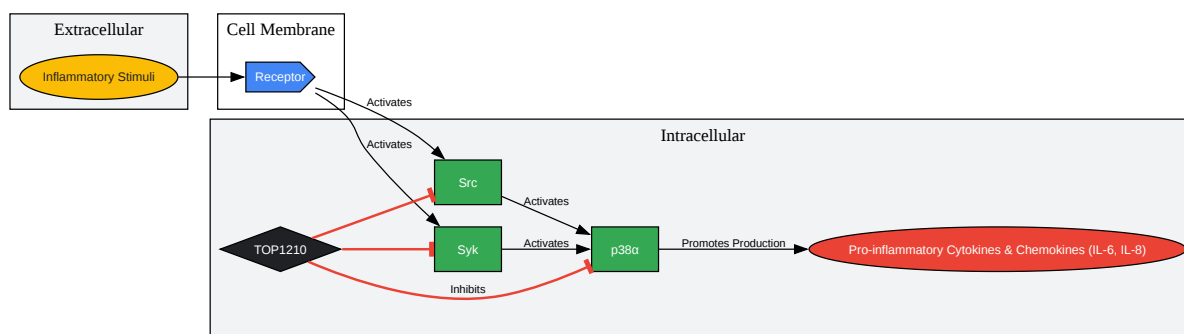 Extracellular
Cell Membrane
Inflammatory Stimuli
Receptor
Activates
Activates
Intracellular
Src
Activates
TOP1210
Syk
Activates
p38α
Promotes Production
Pro-inflammatory Cytokines & Chemokines (IL-6, IL-8)
Inhibits